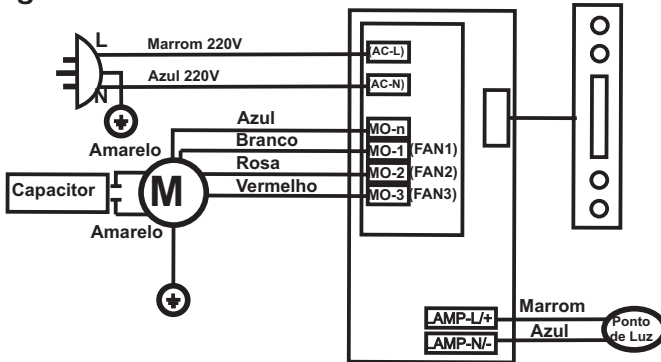 L
Marrom 220V
(AC-L)
Azul 220V
(AC-N)
N
Amarelo
Azul
MO-n
Branco
MO-1 (FAN1)
Rosa
MO-2 (FAN2)
Vermelho
MO-3 (FAN3)
Capacitor
M
Amarelo
LAMP-L/+
Marrom
LAMP-N/-
Azul
Ponto
de Luz